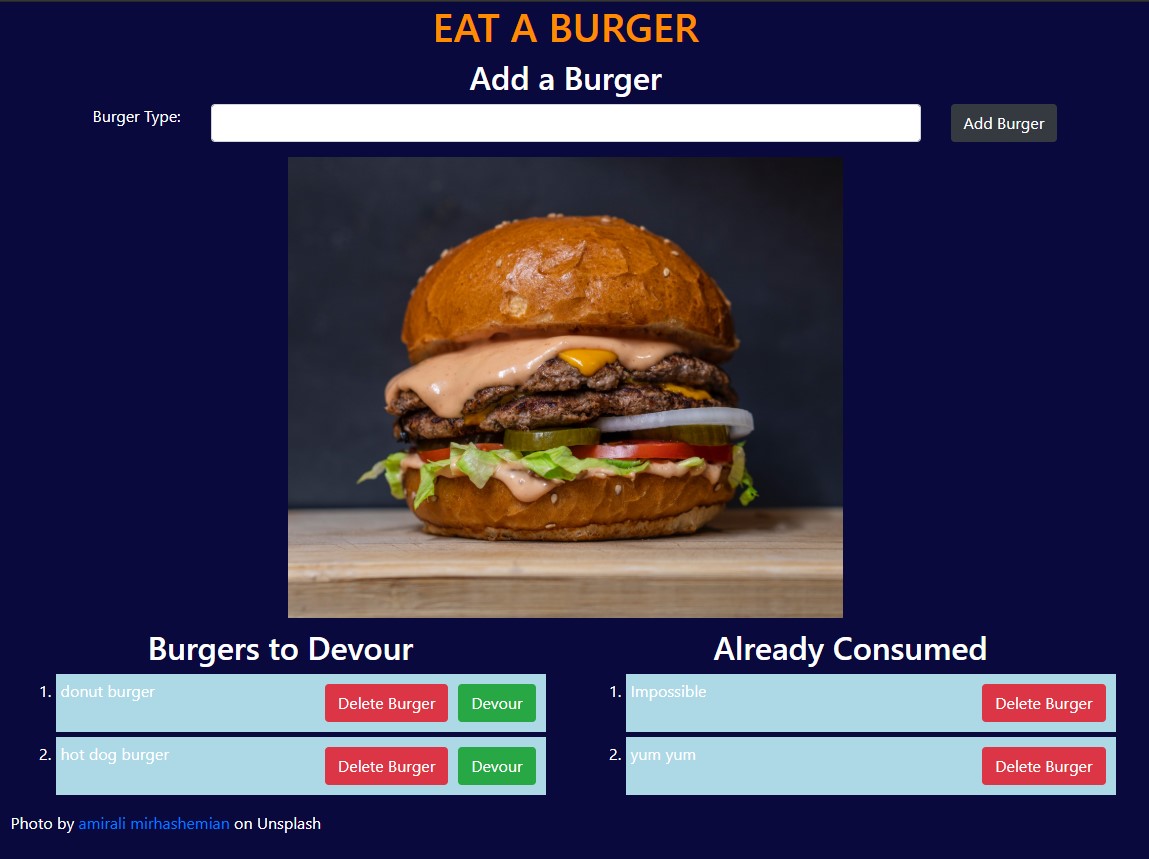 EAT A BURGER
Add a Burger
Burger Type: Add Burger
Burgers to Devour
1. donut burger Delete Burger Devour
2. hot dog burger Delete Burger Devour
Already Consumed
1. Impossible Delete Burger
2. yum yum Delete Burger
Photo by amirali mirhashemian on Unsplash